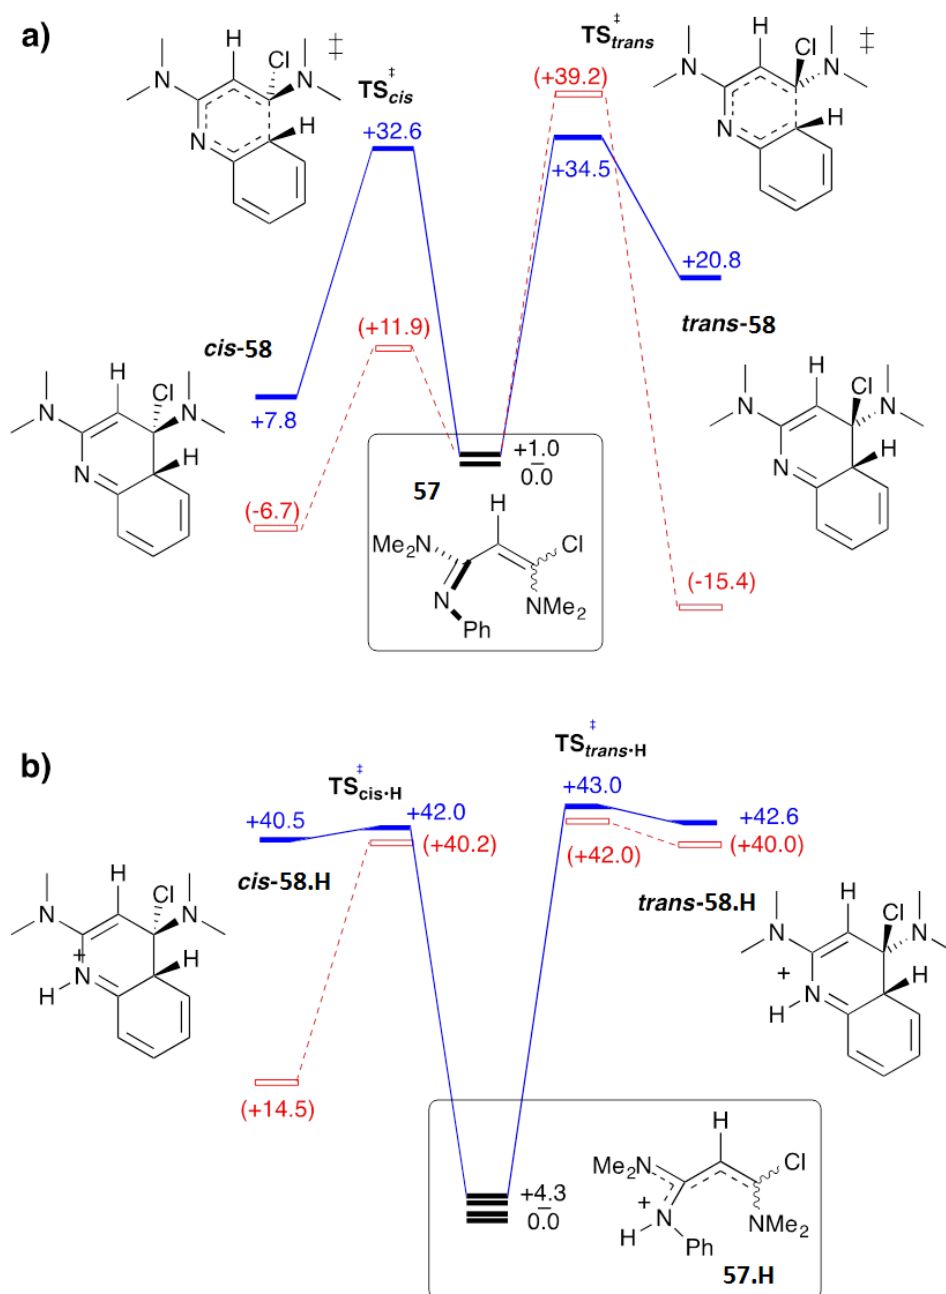 a)
H
Cl
‡
N
N
N
H
TS‡cis
+32.6
TS‡trans
(+39.2)
+34.5
H
Cl
‡
N
N
N
H
+20.8
cis-58
(+11.9)
trans-58
H
Cl
N
N
N
H
+7.8
(-6.7)
57
+1.0
–
0.0
H
Me2N
Cl
N
NMe2
Ph
H
Cl
N
N
N
H
(-15.4)
b)
TS‡cis·H
+40.5
+42.0
(+40.2)
TS‡trans·H
+43.0
+42.6
(+42.0)
(+40.0)
cis-58.H
H
Cl
N
N
+
H
N
H
trans-58.H
H
Cl
N
N
+
H
N
H
(+14.5)
+4.3
–
0.0
H
Me2N
Cl
+
H
N
NMe2
Ph
57.H